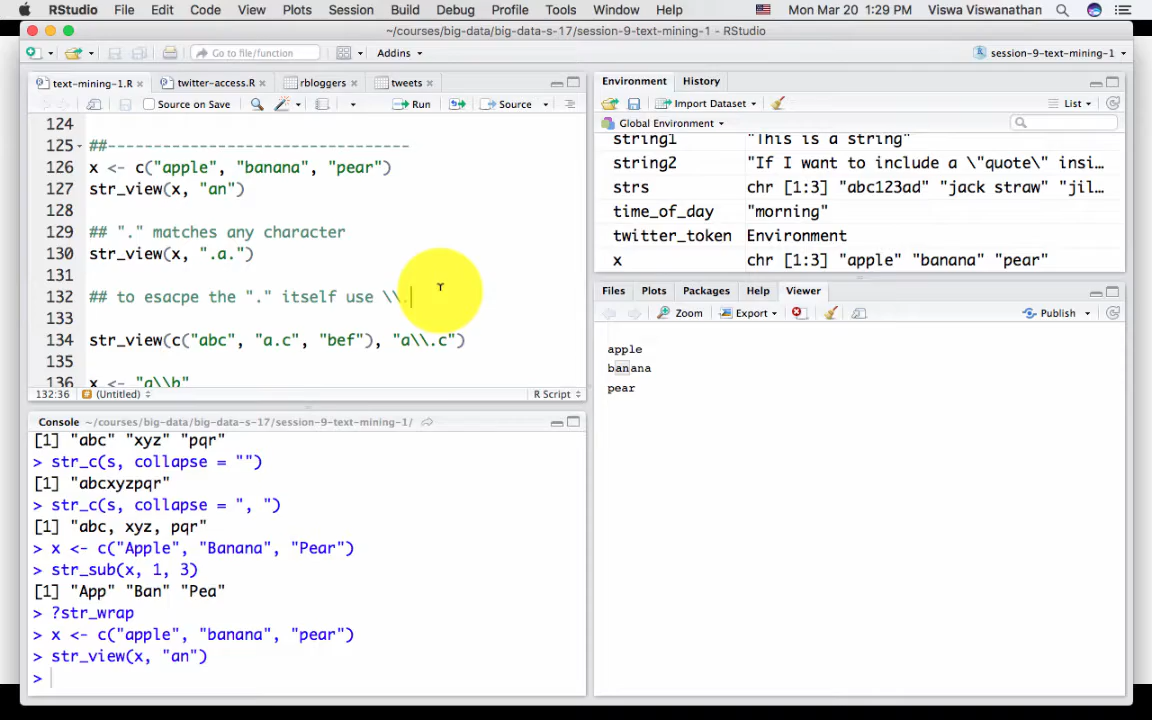 RStudio File Edit Code View Plots Session Build Debug Profile Tools Window Help Mon Mar 20 1:29 PM Viswa Viswanathan
~/courses/big-data/big-data-s-17/session-9-text-mining-1 - RStudio
Go to file/function Addins session-9-text-mining-1
text-mining-1.R twitter-access.R rbloggers tweets
Source on Save Run Source
124
125 ##--------------------------------
126 x <- c("apple", "banana", "pear")
127 str_view(x, "an")
128
129 ## "." matches any character
130 str_view(x, ".a.")
131
132 ## to esacpe the "." itself use \\.
133
134 str_view(c("abc", "a.c", "bef"), "a\\.c")
135
136 x <- "a\\b"
132:36 (Untitled) R Script
Console ~/courses/big-data/big-data-s-17/session-9-text-mining-1/
[1] "abc" "xyz" "pqr"
> str_c(s, collapse = "")
[1] "abcxyzpqr"
> str_c(s, collapse = ", ")
[1] "abc, xyz, pqr"
> x <- c("Apple", "Banana", "Pear")
> str_sub(x, 1, 3)
[1] "App" "Ban" "Pea"
> ?str_wrap
> x <- c("apple", "banana", "pear")
> str_view(x, "an")
>
Environment History
Import Dataset List
Global Environment
string1 "This is a string"
string2 "If I want to include a \"quote\" insi…
strs chr [1:3] "abc123ad" "jack straw" "jil…
time_of_day "morning"
twitter_token Environment
x chr [1:3] "apple" "banana" "pear"
Files Plots Packages Help Viewer
Zoom Export Publish
apple
banana
pear